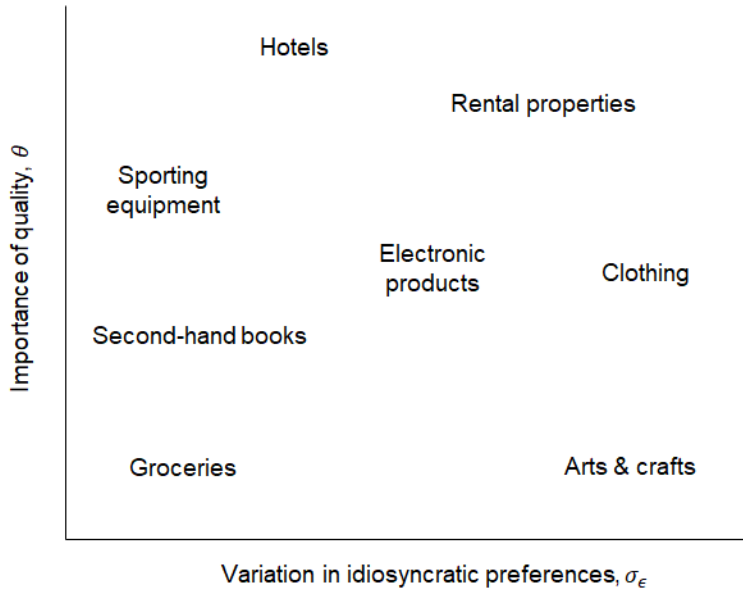 Hotels
Rental properties
Importance of quality, θ
Sporting
equipment
Electronic
products
Clothing
Second-hand books
Groceries
Arts & crafts
Variation in idiosyncratic preferences, σ_ϵ